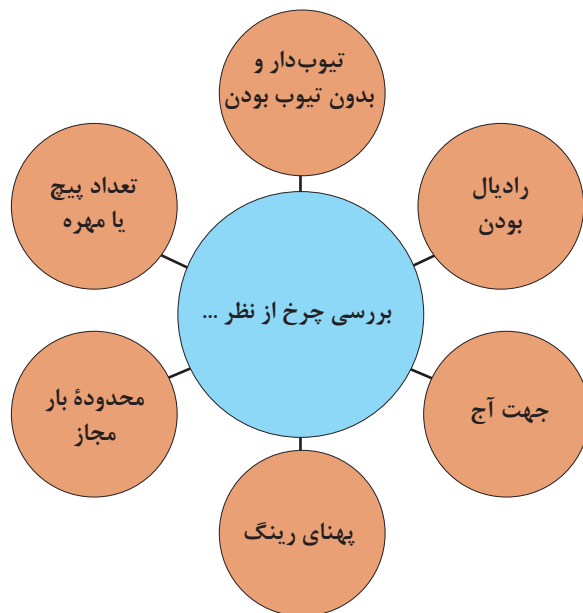 تیوب‌دار و
بدون تیوب بودن
رادیال
بودن
جهت آج
پهنای رینگ
محدودهٔ بار
مجاز
تعداد پیچ
یا مهره
بررسی چرخ از نظر ...